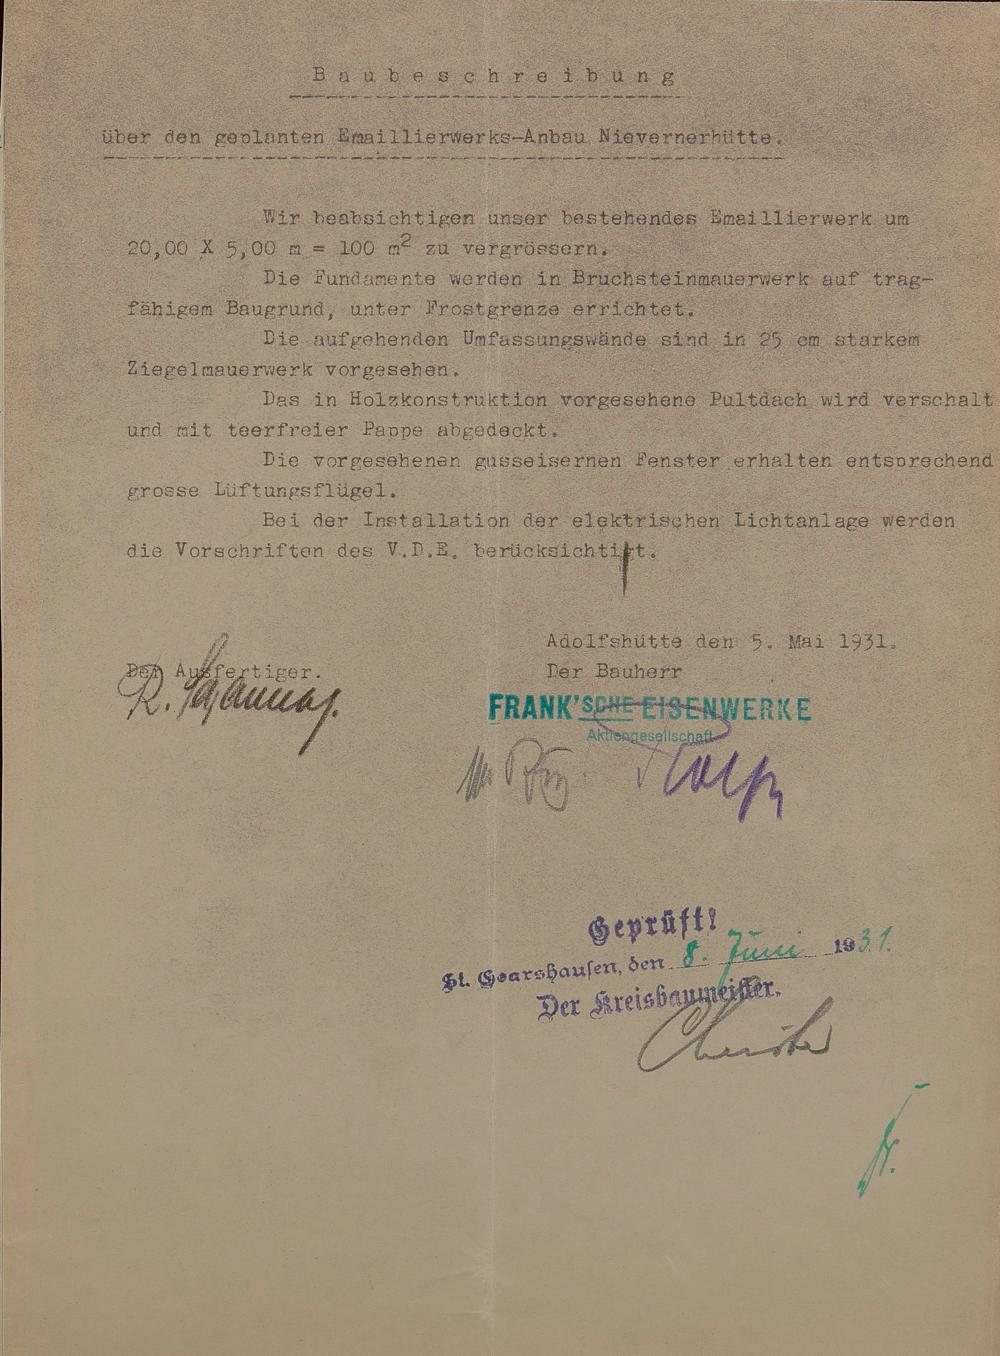 Baubeschreibung
über den geplanten Emaillierwerks-Anbau Nievernerhütte.
Wir beabsichtigen unser bestehendes Emaillierwerk um
20,00 X 5,00 m = 100 m² zu vergrössern.
Die Fundamente werden in Bruchsteinmauerwerk auf trag-
fähigem Baugrund, unter Frostgrenze errichtet.
Die aufgehenden Umfassungswände sind in 25 cm starkem
Ziegelmauerwerk vorgesehen.
Das in Holzkonstruktion vorgesehene Pultdach wird verschalt
und mit teerfreier Pappe abgedeckt.
Die vorgesehenen gusseisernen Fenster erhalten entsprechend
grosse Lüftungsflügel.
Bei der Installation der elektrischen Lichtanlage werden
die Vorschriften des V.D.E. berücksichtigt.
Adolfshütte den 5. Mai 1931.
Der Ausfertiger.
Der Bauherr
R.
FRANK'SCHE EISENWERKE
Aktiengesellschaft
Geprüft!
St. Goarshausen, den 8. Juni 1931.
Der Kreisbaumeister.